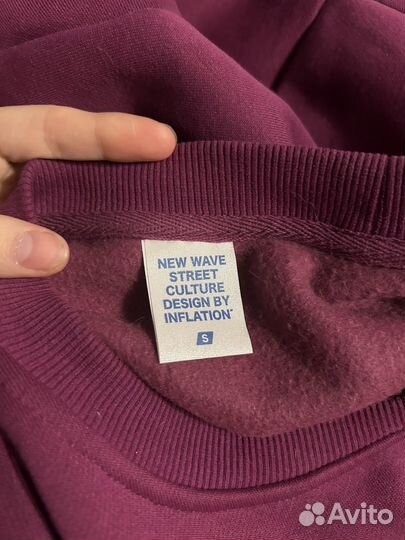 NEW WAVE
STREET
CULTURE
DESIGN BY
INFLATION
S
Avito